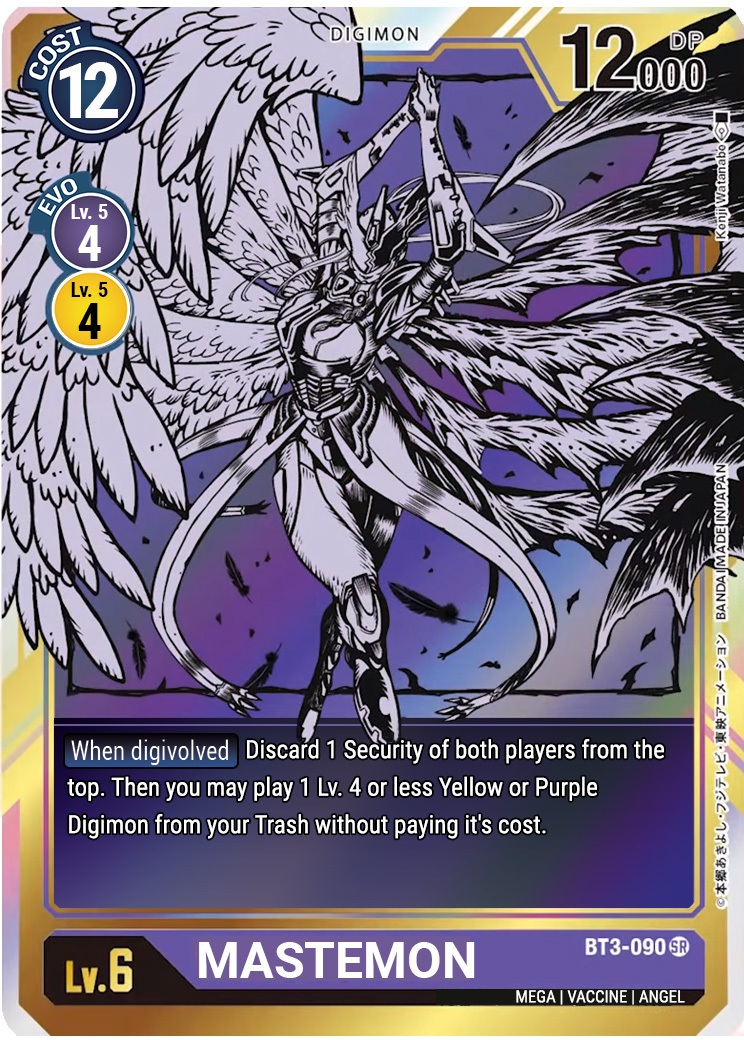 DIGIMON
COST
12
12000
DP
EVO
Lv. 5
4
Lv. 5
4
Konji Watanabe
BANDAI MADE IN JAPAN
©本郷あきよし・フジテレビ・東映アニメーション
When digivolved Discard 1 Security of both players from the
top. Then you may play 1 Lv. 4 or less Yellow or Purple
Digimon from your Trash without paying it's cost.
Lv.6
MASTEMON
BT3-090 SR
MEGA | VACCINE | ANGEL